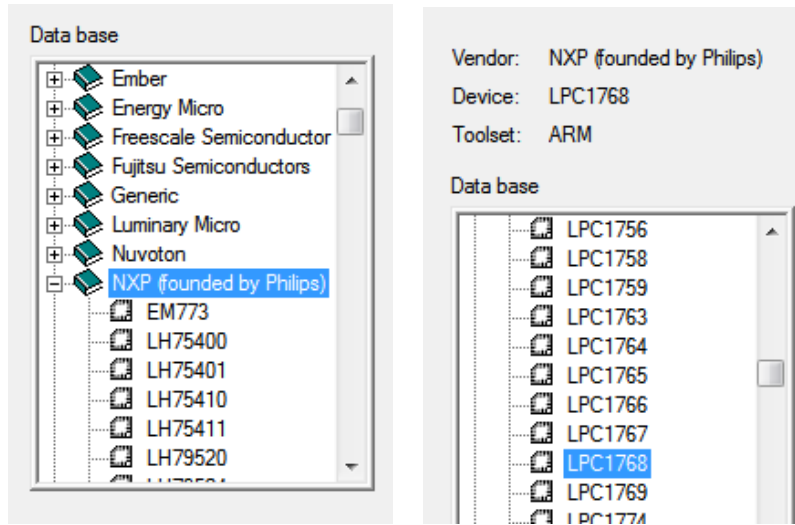 Data base
Ember
Energy Micro
Freescale Semiconductor
Fujitsu Semiconductors
Generic
Luminary Micro
Nuvoton
NXP (founded by Philips)
EM773
LH75400
LH75401
LH75410
LH75411
LH79520
Vendor: NXP (founded by Philips)
Device: LPC1768
Toolset: ARM
Data base
LPC1756
LPC1758
LPC1759
LPC1763
LPC1764
LPC1765
LPC1766
LPC1767
LPC1768
LPC1769
LPC1774